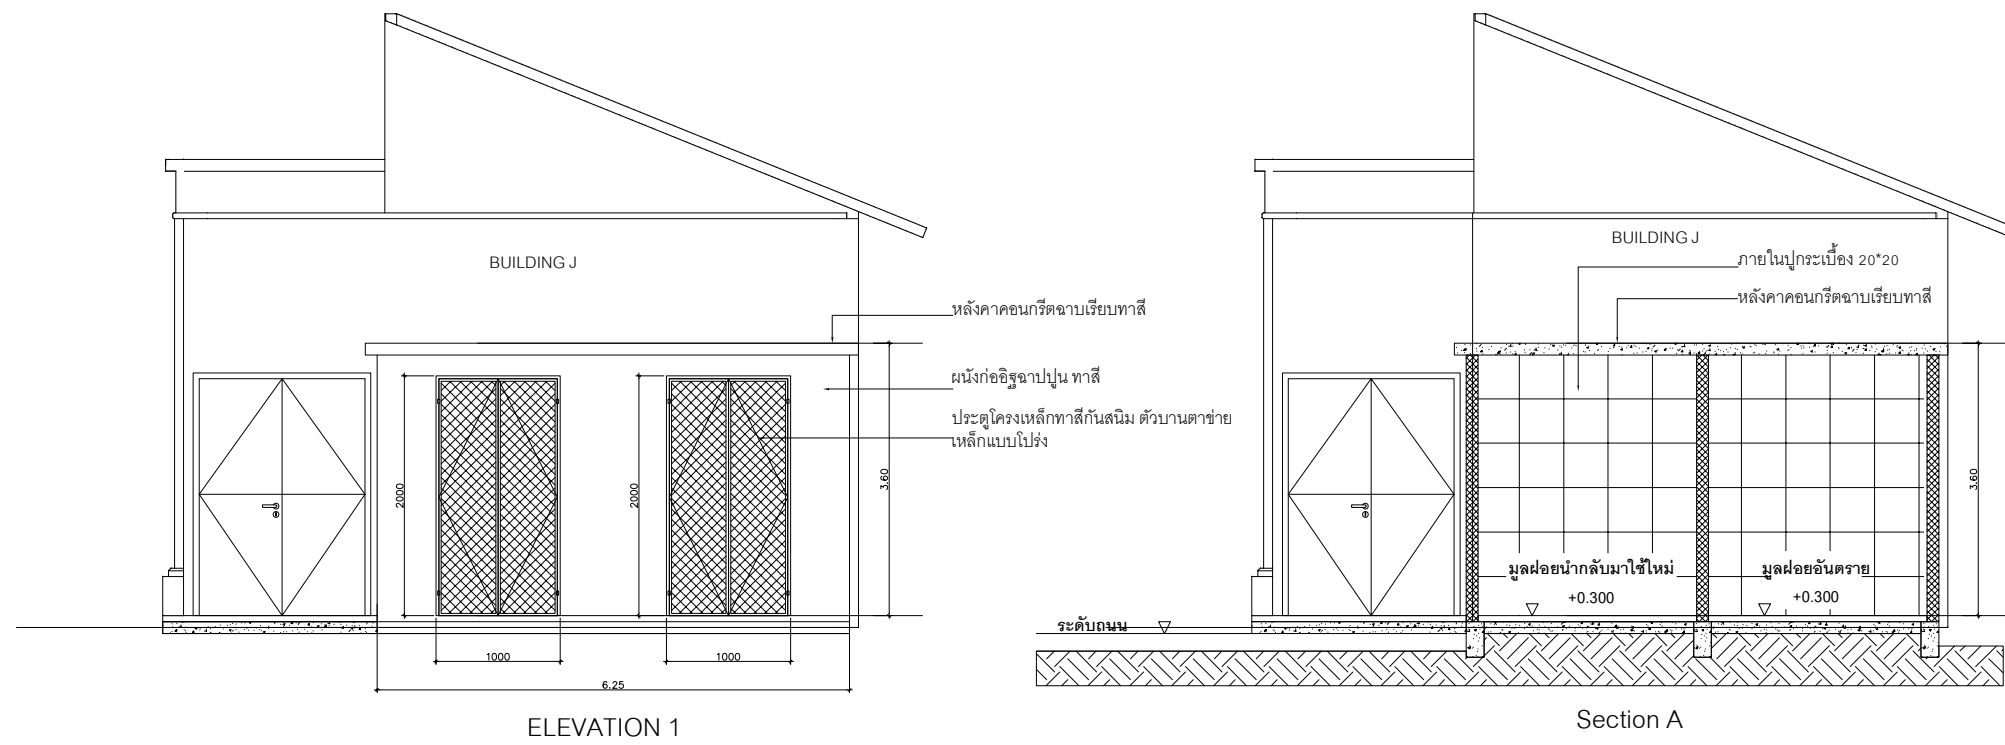 BUILDING J
หลังคาคอนกรีตฉาบเรียบทาสี
ผนังก่ออิฐฉาปปูน ทาสี
ประตูโครงเหล็กทาสีกันสนิม ตัวบานตาข่าย
เหล็กแบบโปร่ง
2000
2000
3.60
1000
1000
6.25
ELEVATION 1
BUILDING J
ภายในปูกระเบื้อง 20*20
หลังคาคอนกรีตฉาบเรียบทาสี
3.60
มูลฝอยนำกลับมาใช้ใหม่
+0.300
มูลฝอยอันตราย
+0.300
ระดับถนน
Section A